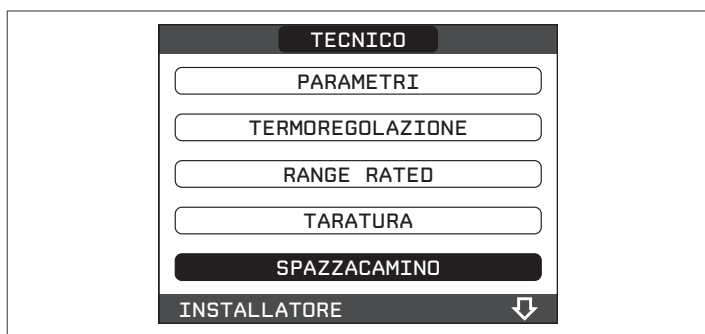 TECNICO
PARAMETRI
TERMOREGOLAZIONE
RANGE RATED
TARATURA
SPAZZACAMINO
INSTALLATORE